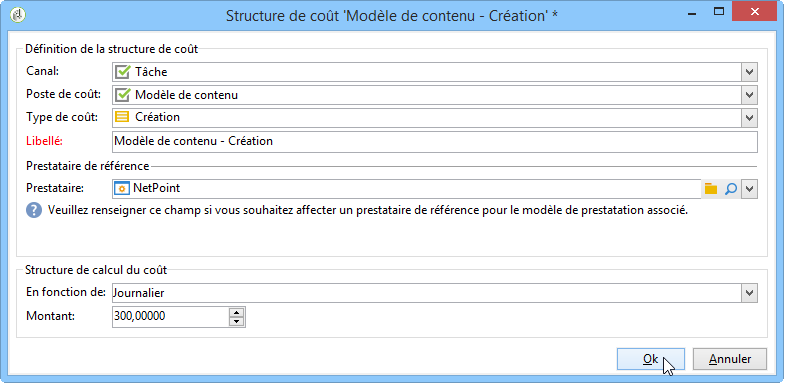 Structure de coût 'Modèle de contenu - Création' *
Définition de la structure de coût
Canal: Tâche
Poste de coût: Modèle de contenu
Type de coût: Création
Libellé: Modèle de contenu - Création
Prestataire de référence
Prestataire: NetPoint
Veuillez renseigner ce champ si vous souhaitez affecter un prestataire de référence pour le modèle de prestatation associé.
Structure de calcul du coût
En fonction de: Journalier
Montant: 300,00000
Ok Annuler